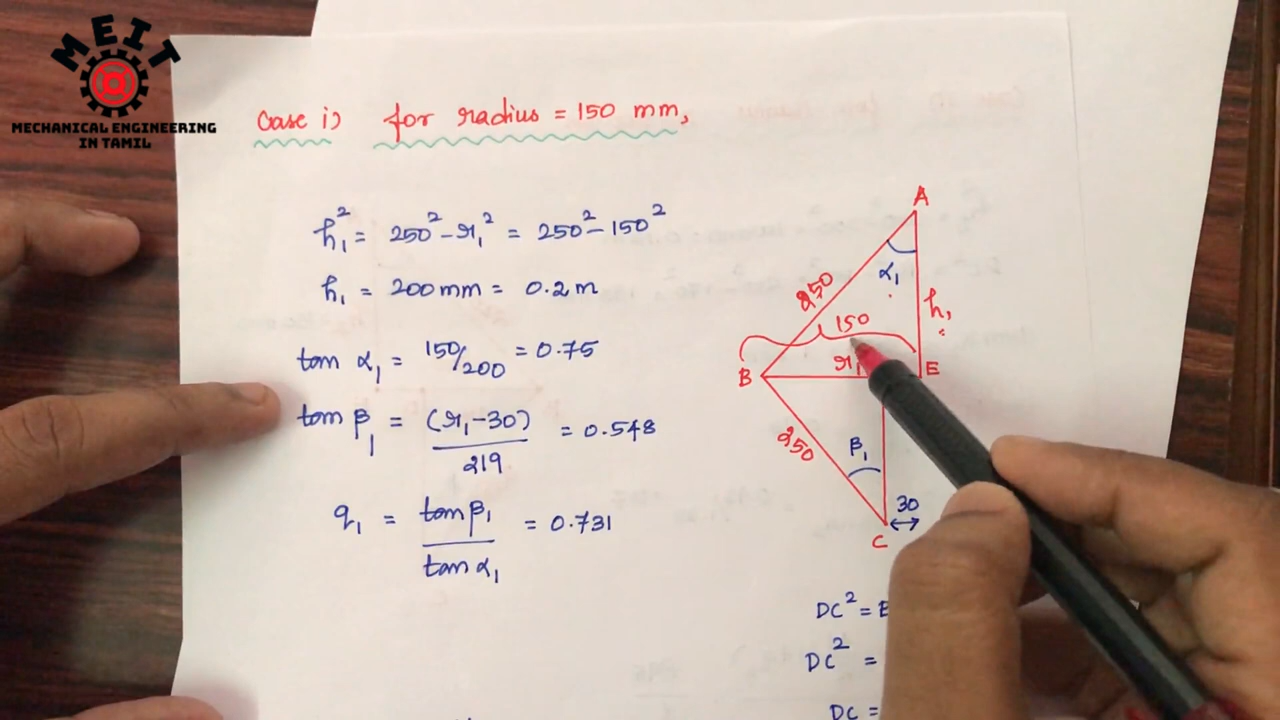 MEIT
MECHANICAL ENGINEERING
IN TAMIL
Case i) for radius = 150 mm,
h₁² = 250² - r₁² = 250² - 150²
h₁ = 200 mm = 0.2 m
tan α₁ = 150/200 = 0.75
tan β₁ = (r₁-30)/219 = 0.548
q₁ = tan β₁/tan α₁ = 0.731
A
α₁
250
h₁
150
B
r₁
E
250
β₁
30
C
DC² = E
DC² =
DC =